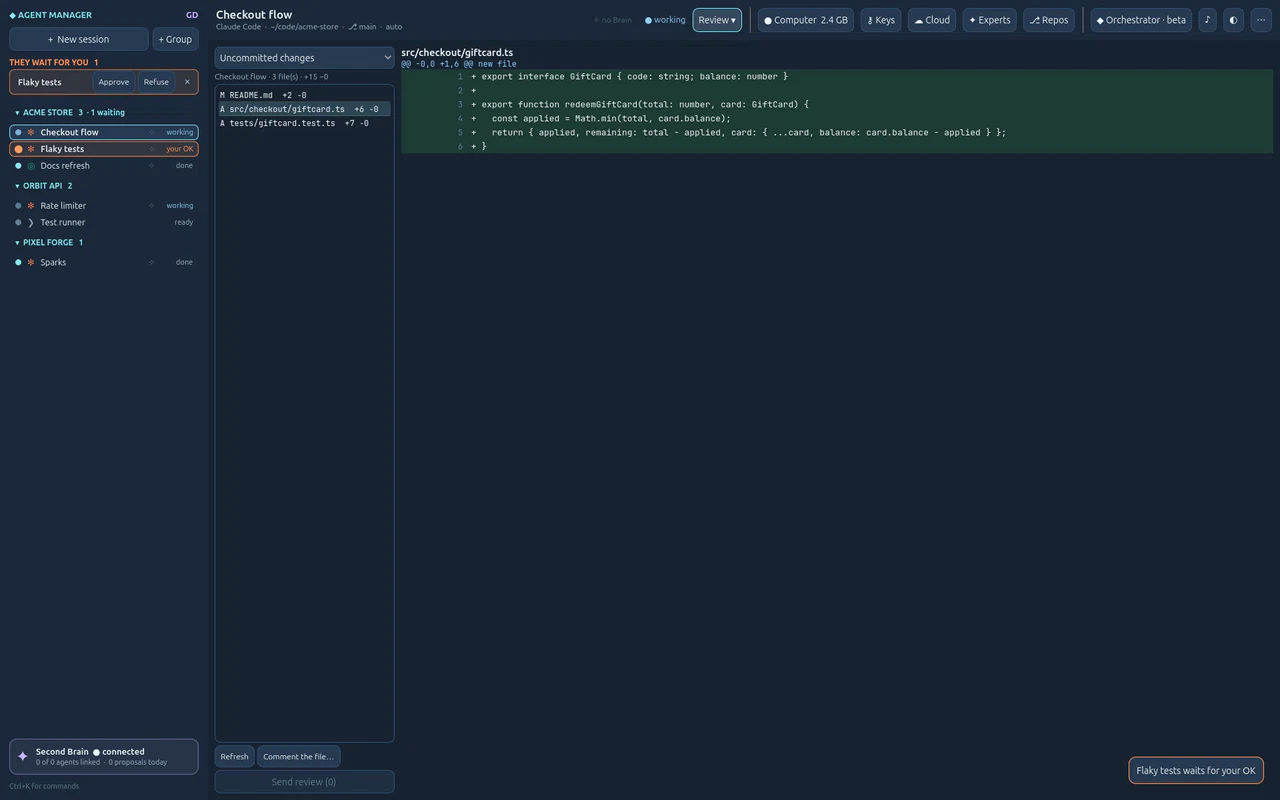 ◆ AGENT MANAGER GD
+ New session + Group
THEY WAIT FOR YOU 1
Flaky tests Approve Refuse ×
▾ ACME STORE 3 · 1 waiting
Checkout flow working
Flaky tests your OK
Docs refresh done
▾ ORBIT API 2
Rate limiter working
❯ Test runner ready
▾ PIXEL FORGE 1
Sparks done
Second Brain ● connected
0 of 0 agents linked · 0 proposals today
Ctrl+K for commands
Checkout flow
Claude Code · ~/code/acme-store · ⎇ main · auto
no Brain ● working Review ▾ ● Computer 2.4 GB Keys ☁ Cloud ✦ Experts ⎇ Repos ◆ Orchestrator · beta ♪ ◐ ⋯
Uncommitted changes
Checkout flow · 3 file(s) · +15 −0
M README.md +2 -0
A src/checkout/giftcard.ts +6 -0
A tests/giftcard.test.ts +7 -0
Refresh Comment the file…
Send review (0)
src/checkout/giftcard.ts
@@ -0,0 +1,6 @@ new file
1 + export interface GiftCard { code: string; balance: number }
2 +
3 + export function redeemGiftCard(total: number, card: GiftCard) {
4 + const applied = Math.min(total, card.balance);
5 + return { applied, remaining: total - applied, card: { ...card, balance: card.balance - applied } };
6 + }
Flaky tests waits for your OK